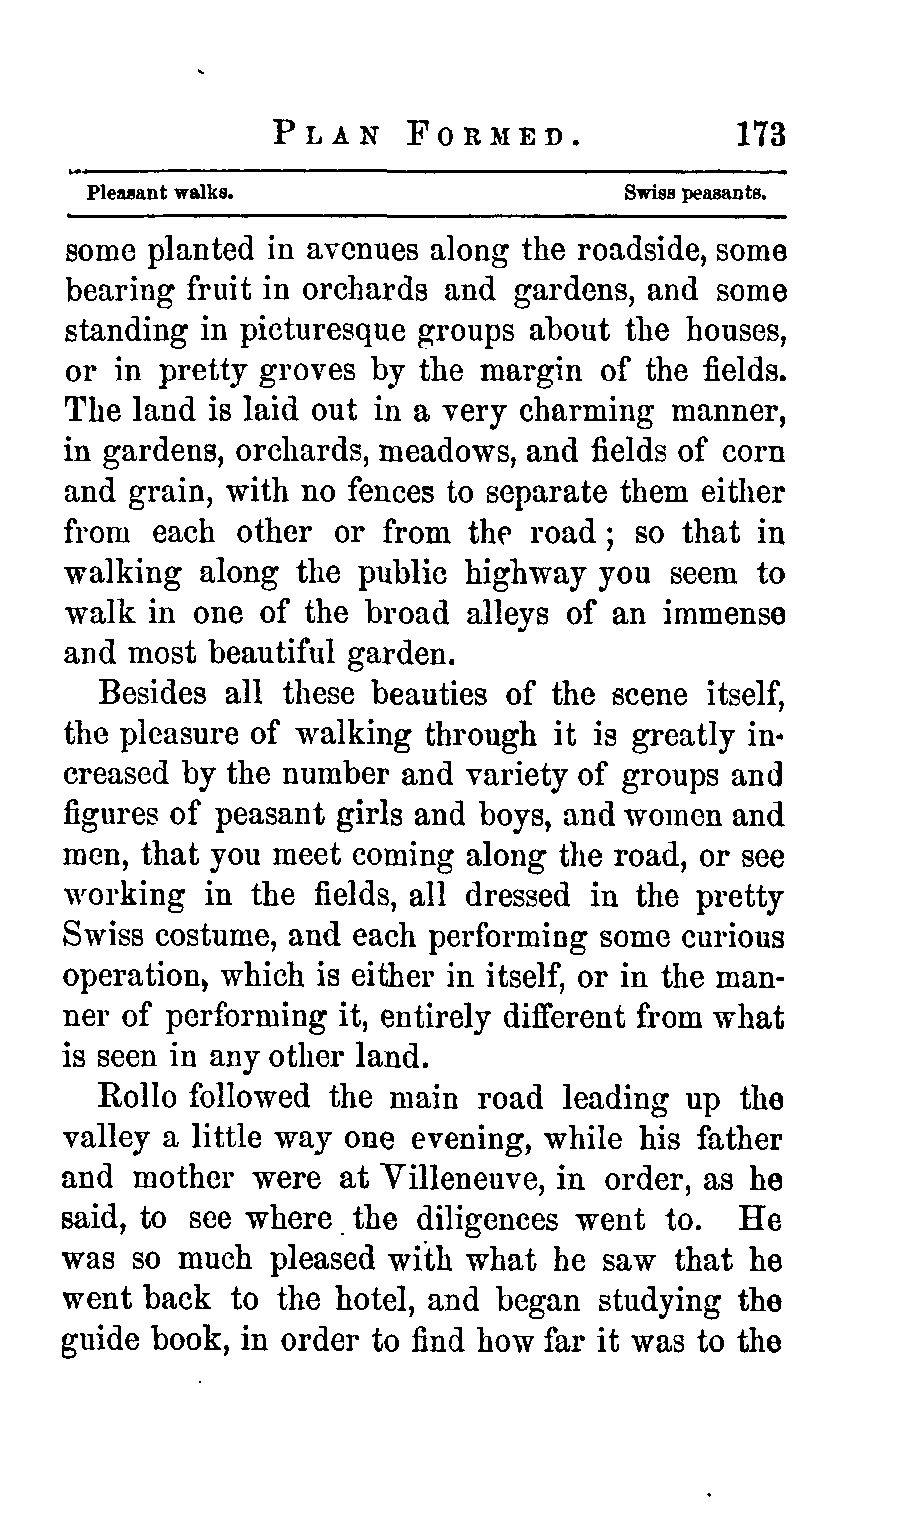 PLAN FORMED. 173
Pleasant walks. Swiss peasants.
some planted in avenues along the roadside, some
bearing fruit in orchards and gardens, and some
standing in picturesque groups about the houses,
or in pretty groves by the margin of the fields.
The land is laid out in a very charming manner,
in gardens, orchards, meadows, and fields of corn
and grain, with no fences to separate them either
from each other or from the road; so that in
walking along the public highway you seem to
walk in one of the broad alleys of an immense
and most beautiful garden.
Besides all these beauties of the scene itself,
the pleasure of walking through it is greatly in-
creased by the number and variety of groups and
figures of peasant girls and boys, and women and
men, that you meet coming along the road, or see
working in the fields, all dressed in the pretty
Swiss costume, and each performing some curious
operation, which is either in itself, or in the man-
ner of performing it, entirely different from what
is seen in any other land.
Rollo followed the main road leading up the
valley a little way one evening, while his father
and mother were at Villeneuve, in order, as he
said, to see where the diligences went to. He
was so much pleased with what he saw that he
went back to the hotel, and began studying the
guide book, in order to find how far it was to the